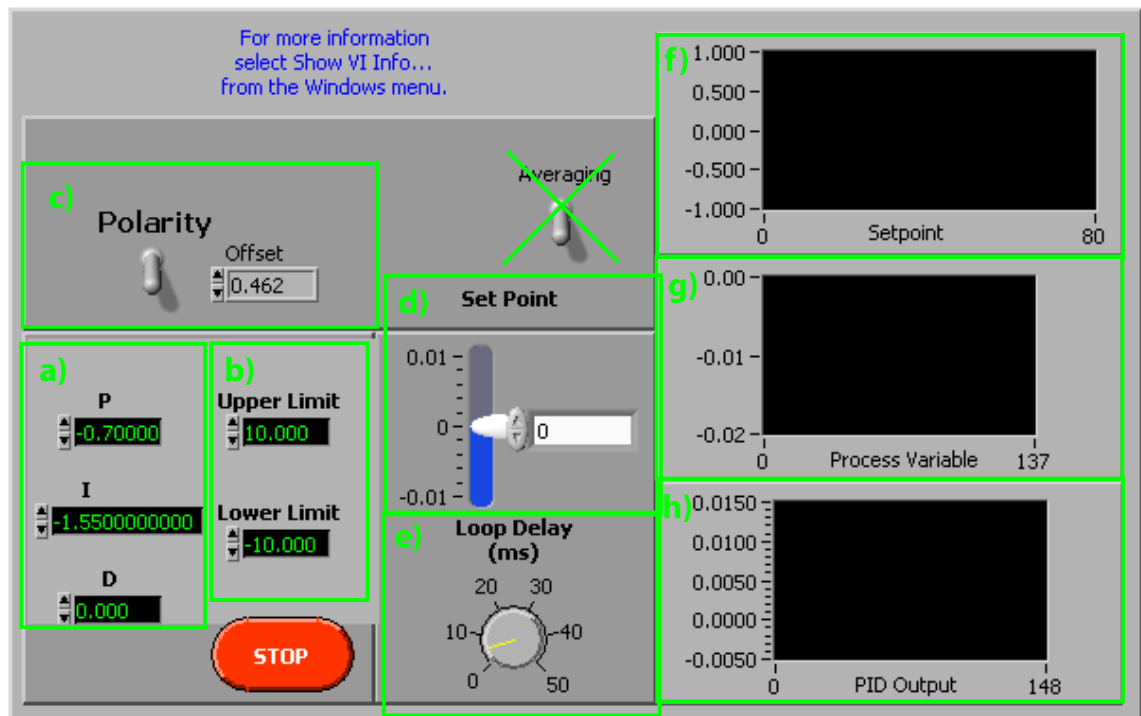 For more information
select Show VI Info...
from the Windows menu.
c)
Polarity
Offset
0.462
Averaging
a)
P
-0.70000
I
-1.5500000000
D
0.000
b)
Upper Limit
10.000
Lower Limit
-10.000
STOP
d)
Set Point
0.01
0
-0.01
0
e)
Loop Delay
(ms)
20 30
10 40
0 50
f)
1.000
0.500
0.000
-0.500
-1.000
0 Setpoint 80
g)
0.00
-0.01
-0.02
0 Process Variable 137
h)
0.0150
0.0100
0.0050
0.0000
-0.0050
0 PID Output 148